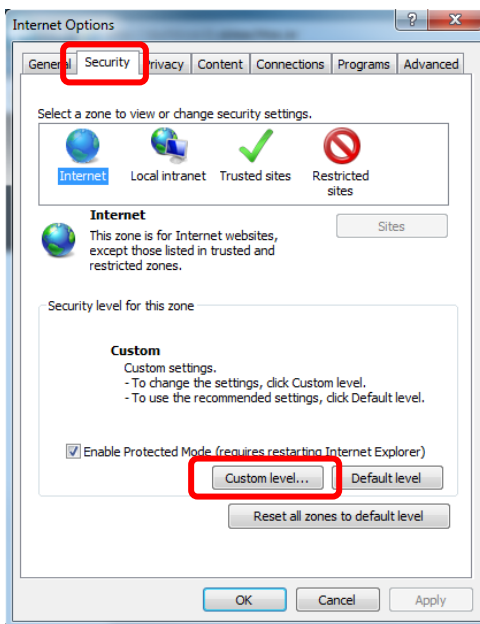 Internet Options
General Security Privacy Content Connections Programs Advanced
Select a zone to view or change security settings.
Internet Local intranet Trusted sites Restricted
sites
Internet
Sites
This zone is for Internet websites,
except those listed in trusted and
restricted zones.
Security level for this zone
Custom
Custom settings.
- To change the settings, click Custom level.
- To use the recommended settings, click Default level.
Enable Protected Mode (requires restarting Internet Explorer)
Custom level... Default level
Reset all zones to default level
OK Cancel Apply